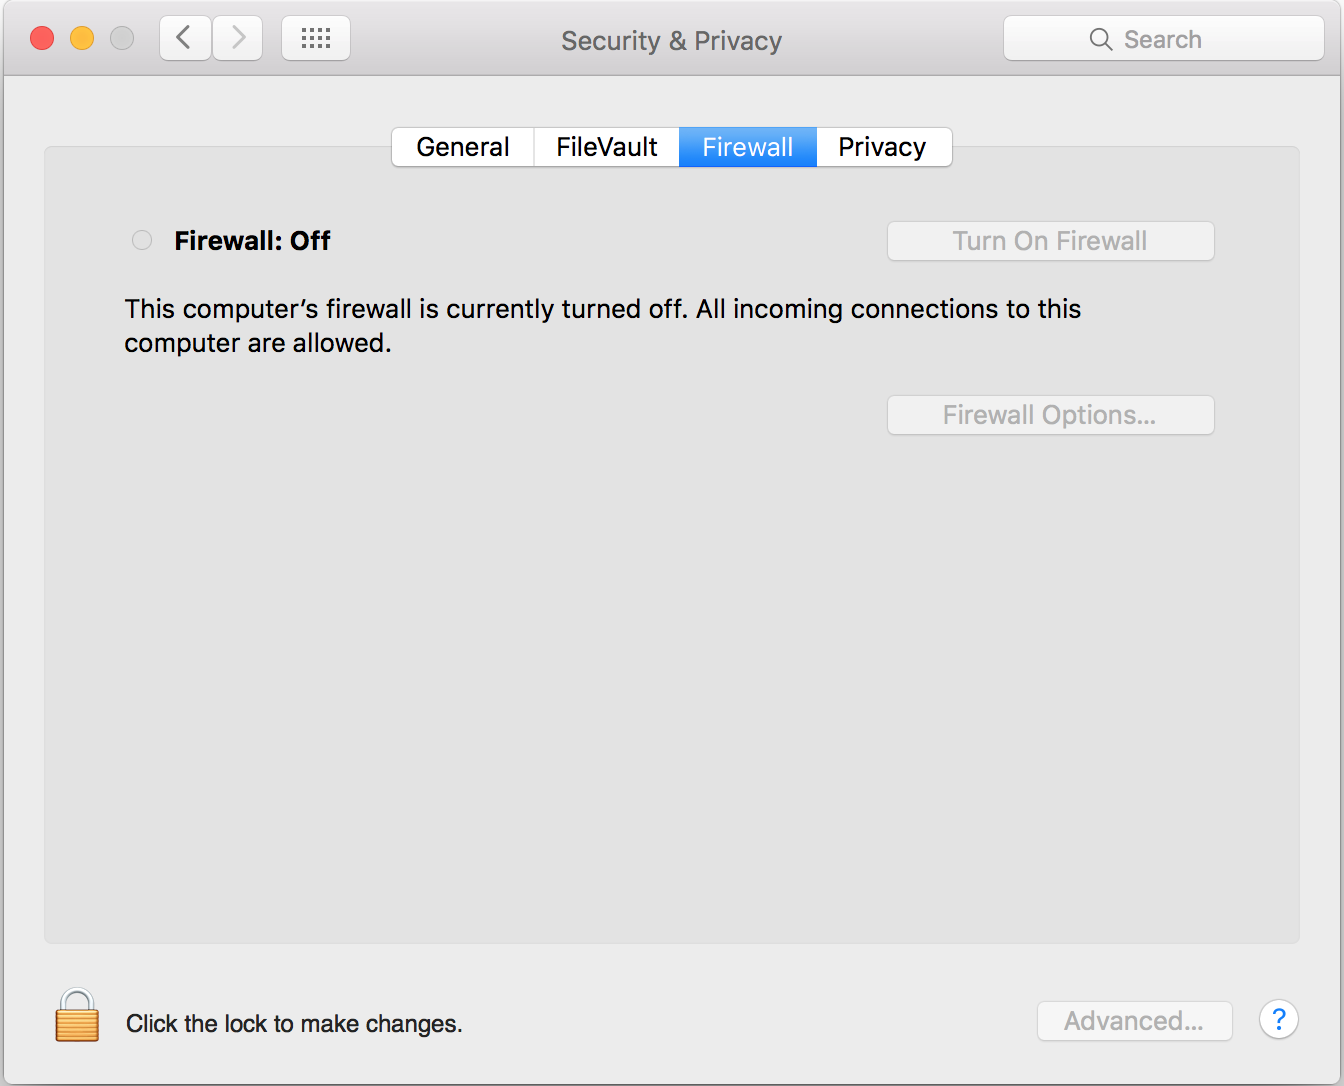 Security & Privacy
Search
General
FileVault
Firewall
Privacy
Firewall: Off
Turn On Firewall
This computer’s firewall is currently turned off. All incoming connections to this
computer are allowed.
Firewall Options...
Click the lock to make changes.
Advanced...
?